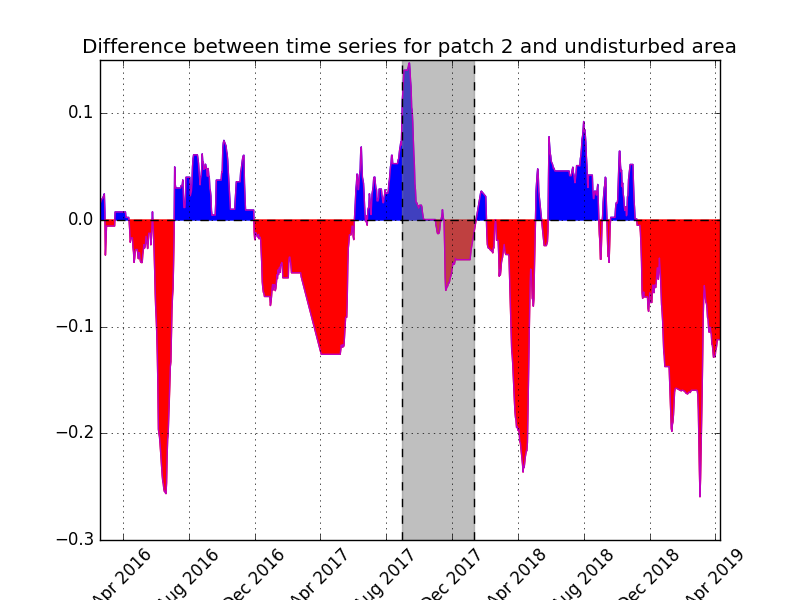 Difference between time series for patch 2 and undisturbed area
0.1
0.0
−0.1
−0.2
−0.3
Apr 2016
Aug 2016
Dec 2016
Apr 2017
Aug 2017
Dec 2017
Apr 2018
Aug 2018
Dec 2018
Apr 2019